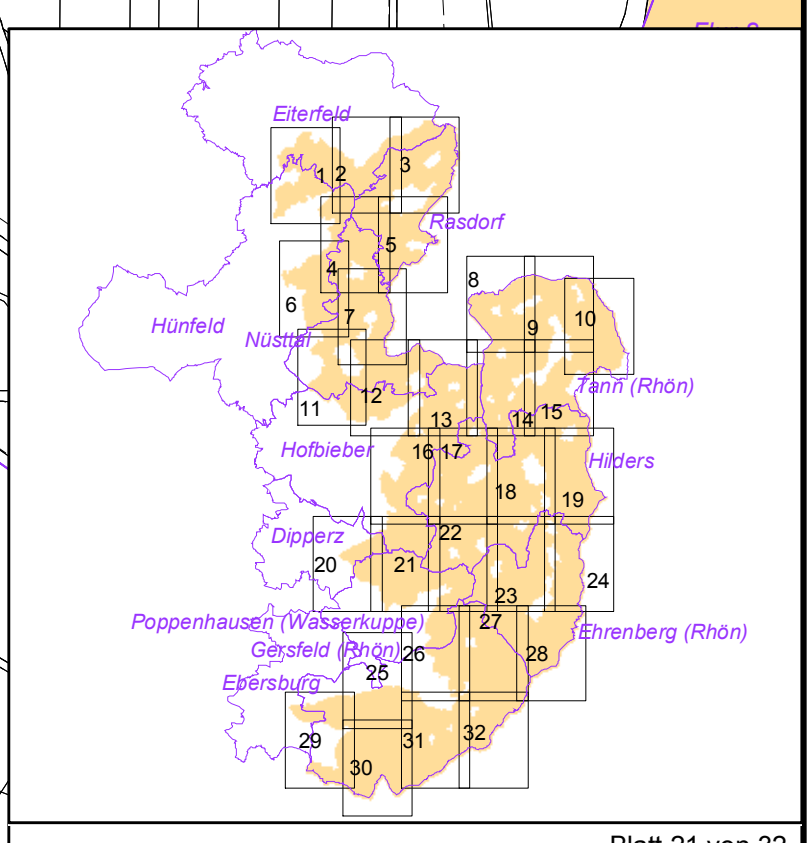 Eiterfeld
1 2 3
Rasdorf
5
4
8
6
7
9
10
Hünfeld
Nüsttal
Tann (Rhön)
12
11
13
14
15
Hofbieber
16 17
Hilders
18
19
Dipperz
22
20
21
24
23
Poppenhausen (Wasserkuppe)
27
Ehrenberg (Rhön)
Gersfeld (Rhön)
26
28
25
Ebersburg
29
31
32
30
Blatt 21 von 32